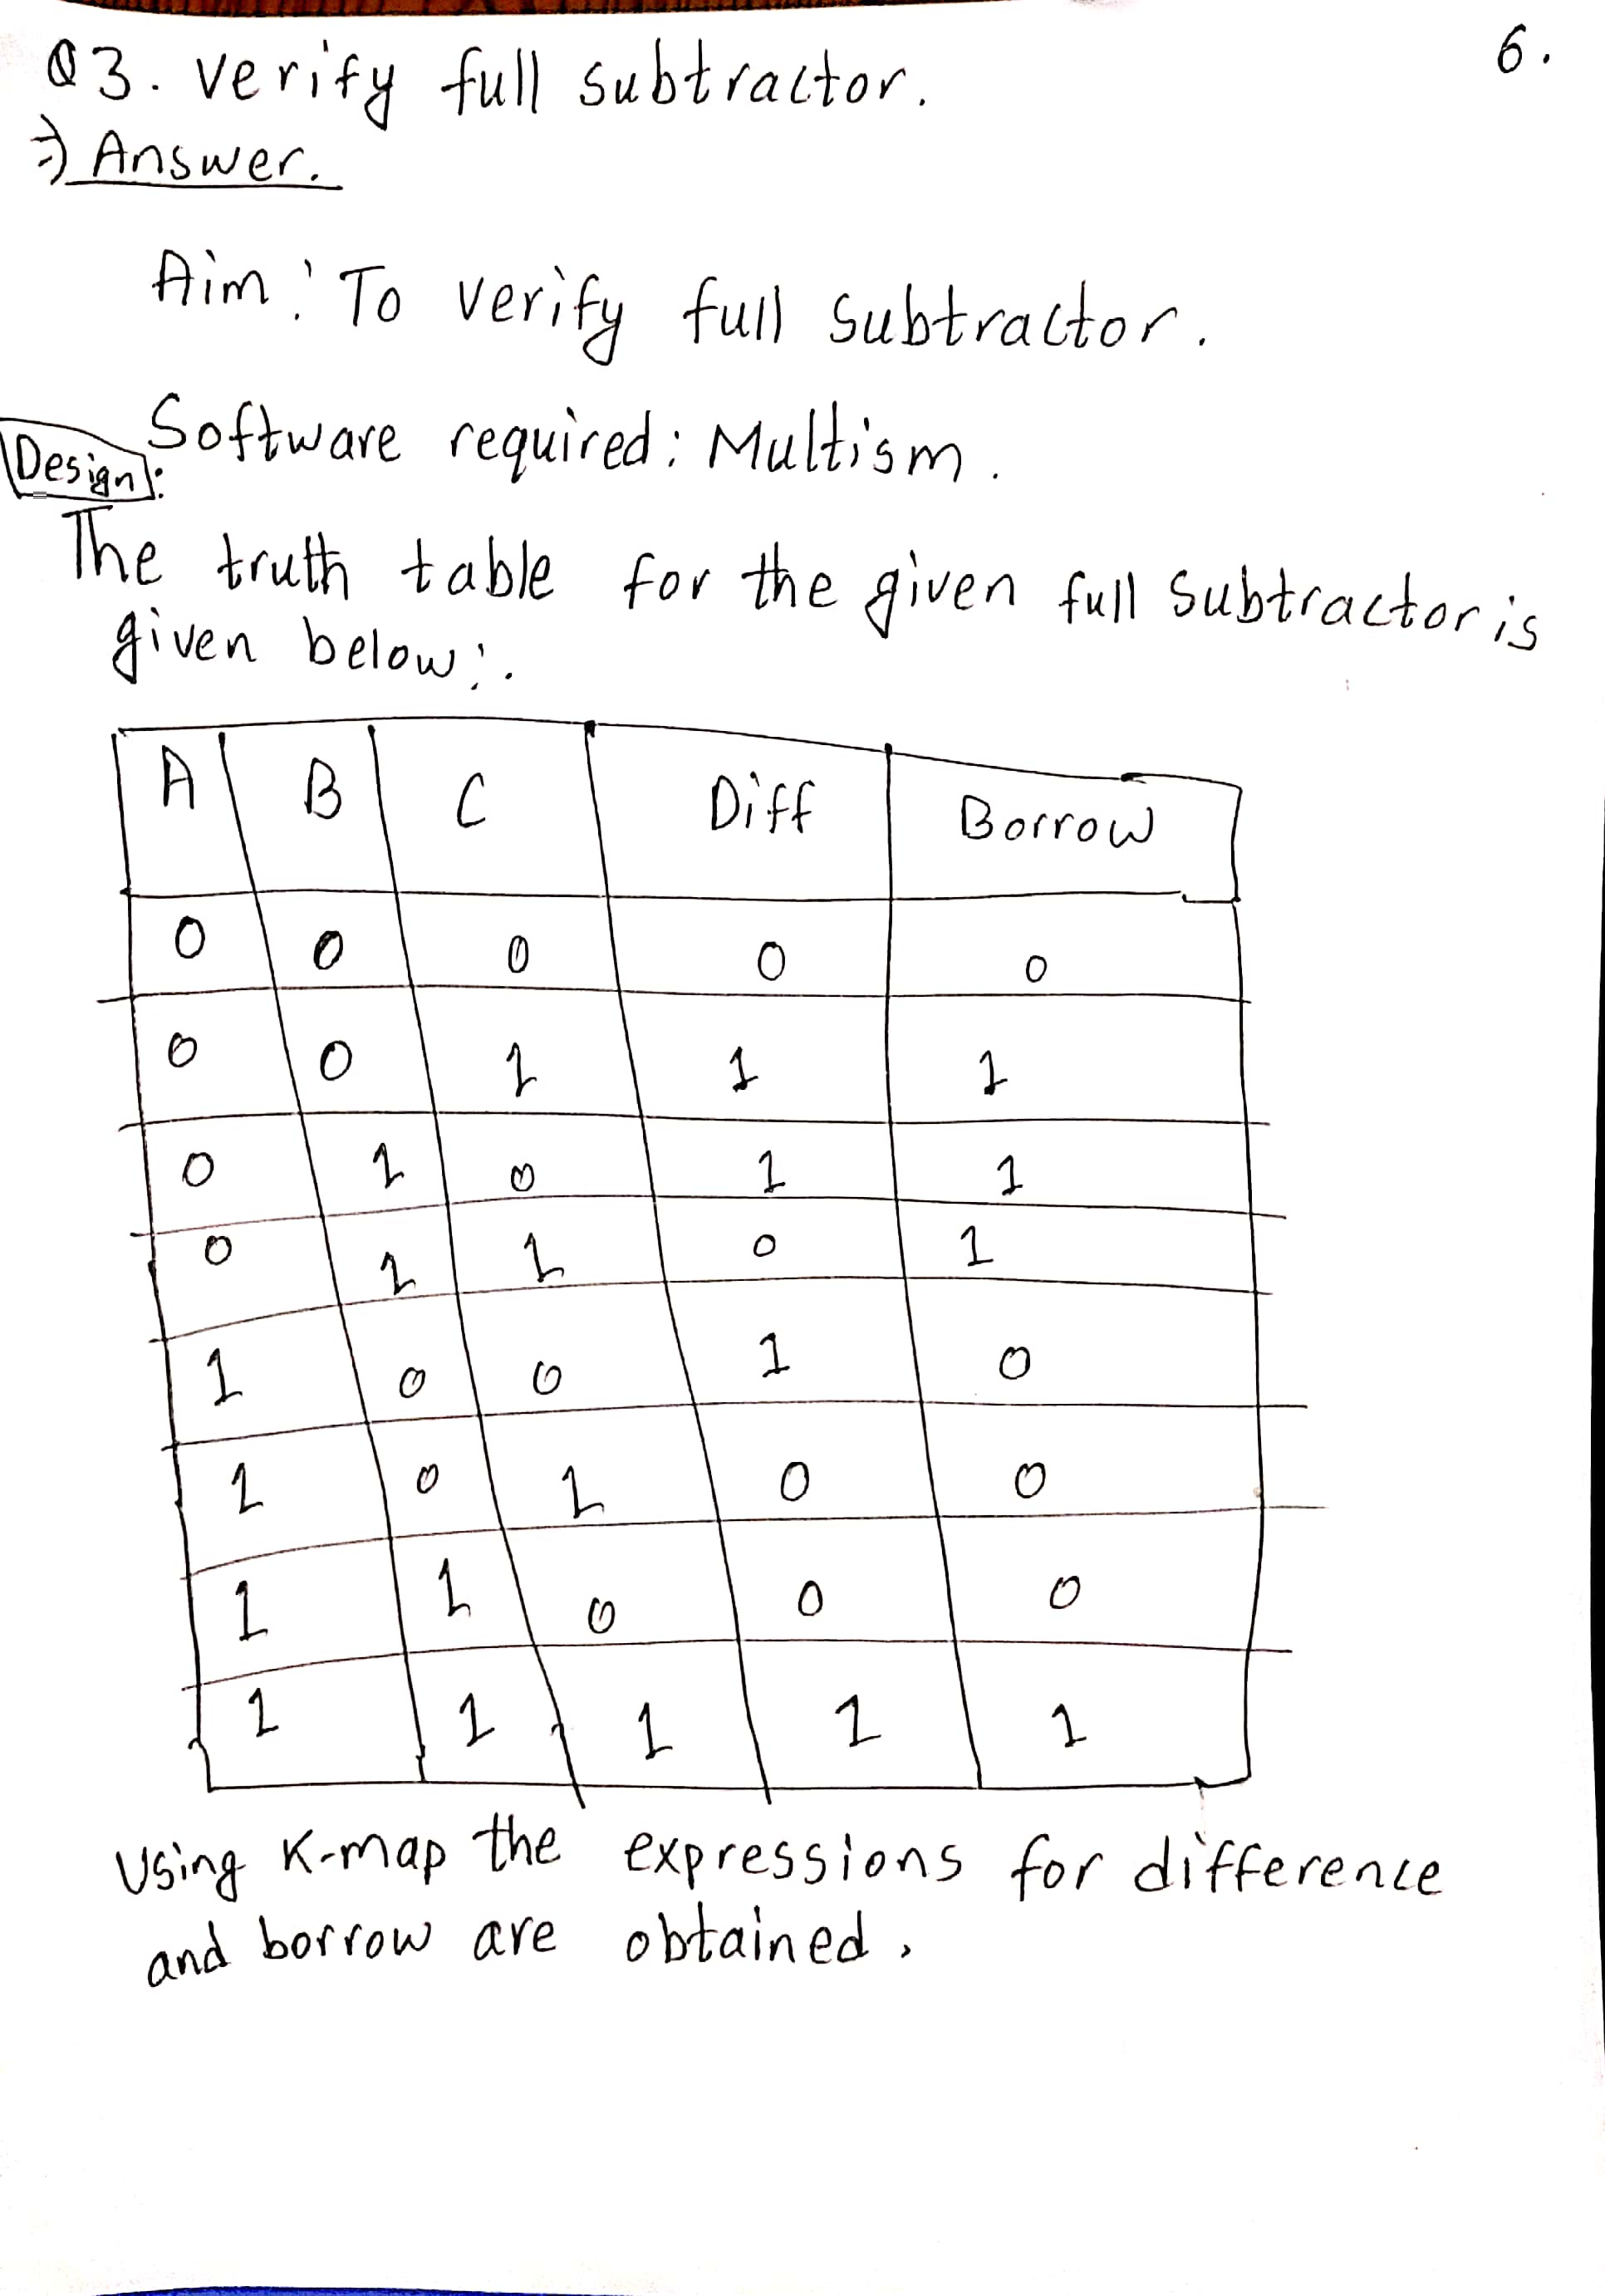 6.
Q3. Verify full subtractor.
⇒ Answer.
Aim: To verify full subtractor.
Software required: Multism.
Design:
The truth table for the given full subtractor is
given below:.
A B C Diff Borrow
0 0 0 0 0
0 0 1 1 1
0 1 0 1 1
0 1 1 0 1
1 0 0 1 0
1 0 1 0 0
1 1 0 0 0
1 1 1 1 1
Using K-map the expressions for difference
and borrow are obtained.